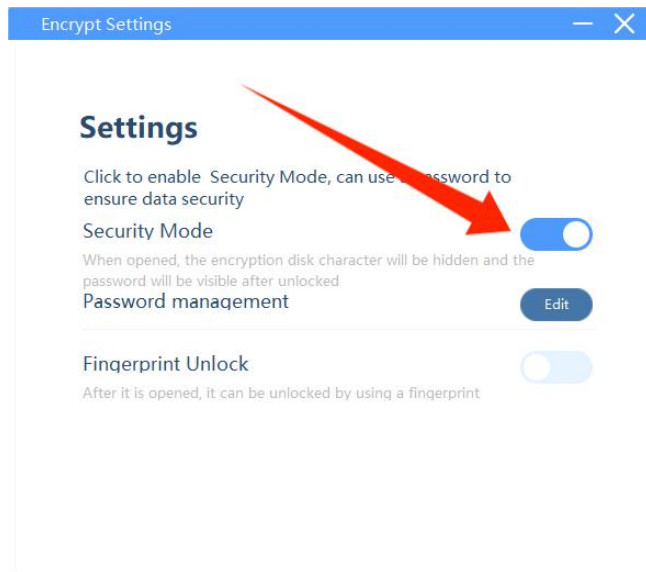 Encrypt Settings
Settings
Click to enable Security Mode, can use password to
ensure data security
Security Mode
When opened, the encryption disk character will be hidden and the
password will be visible after unlocked
Password management
Edit
Fingerprint Unlock
After it is opened, it can be unlocked by using a fingerprint